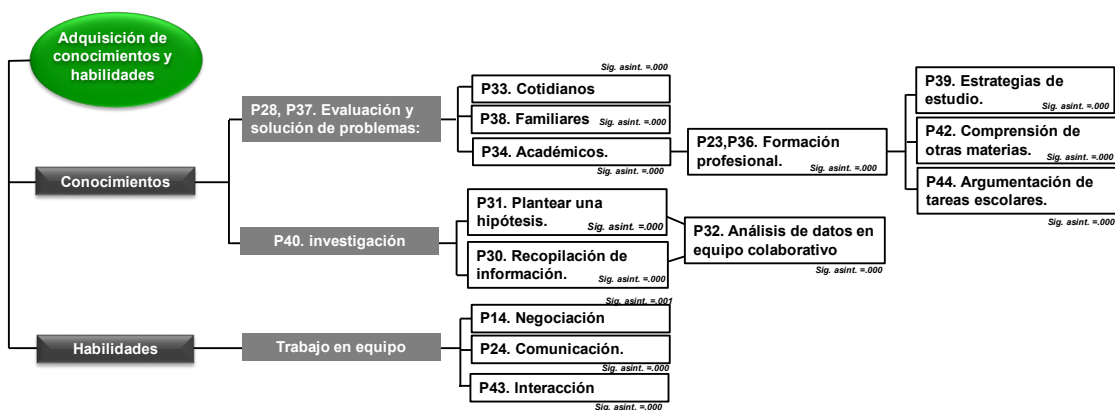 Adquisición de
conocimientos y
habilidades
Conocimientos
Habilidades
P28, P37. Evaluación y
solución de problemas:
P40. investigación
Trabajo en equipo
Sig. asint. =.000
P33. Cotidianos
P38. Familiares
Sig. asint. =.000
P34. Académicos.
Sig. asint. =.000
P23,P36. Formación
profesional.
Sig. asint. =.000
P39. Estrategias de
estudio.
Sig. asint. =.000
P42. Comprensión de
otras materias.
Sig. asint. =.000
P44. Argumentación de
tareas escolares.
Sig. asint. =.000
P31. Plantear una
hipótesis.
Sig. asint. =.000
P30. Recopilación de
información.
Sig. asint. =.000
P32. Análisis de datos en
equipo colaborativo
Sig. asint. =.000
Sig. asint. =.001
P14. Negociación
P24. Comunicación.
Sig. asint. =.000
P43. Interacción
Sig. asint. =.000